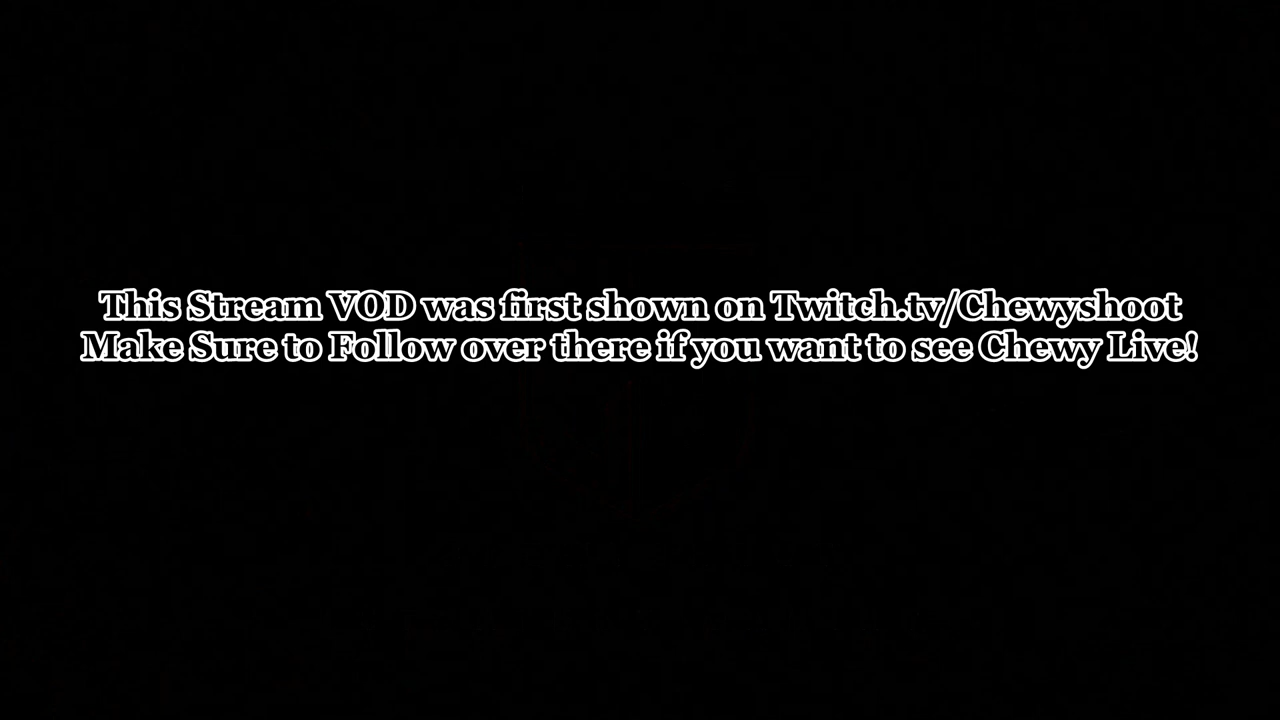 This Stream VOD was first shown on Twitch.tv/Chewyshoot
Make Sure to Follow over there if you want to see Chewy Live!